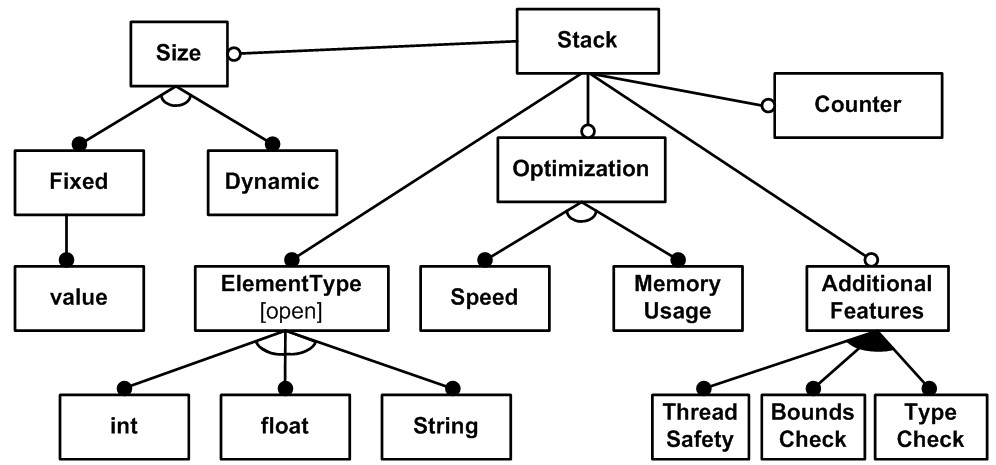 Size
Stack
Counter
Fixed
Dynamic
Optimization
value
ElementType
[open]
Speed
Memory
Usage
Additional
Features
int
float
String
Thread
Safety
Bounds
Check
Type
Check